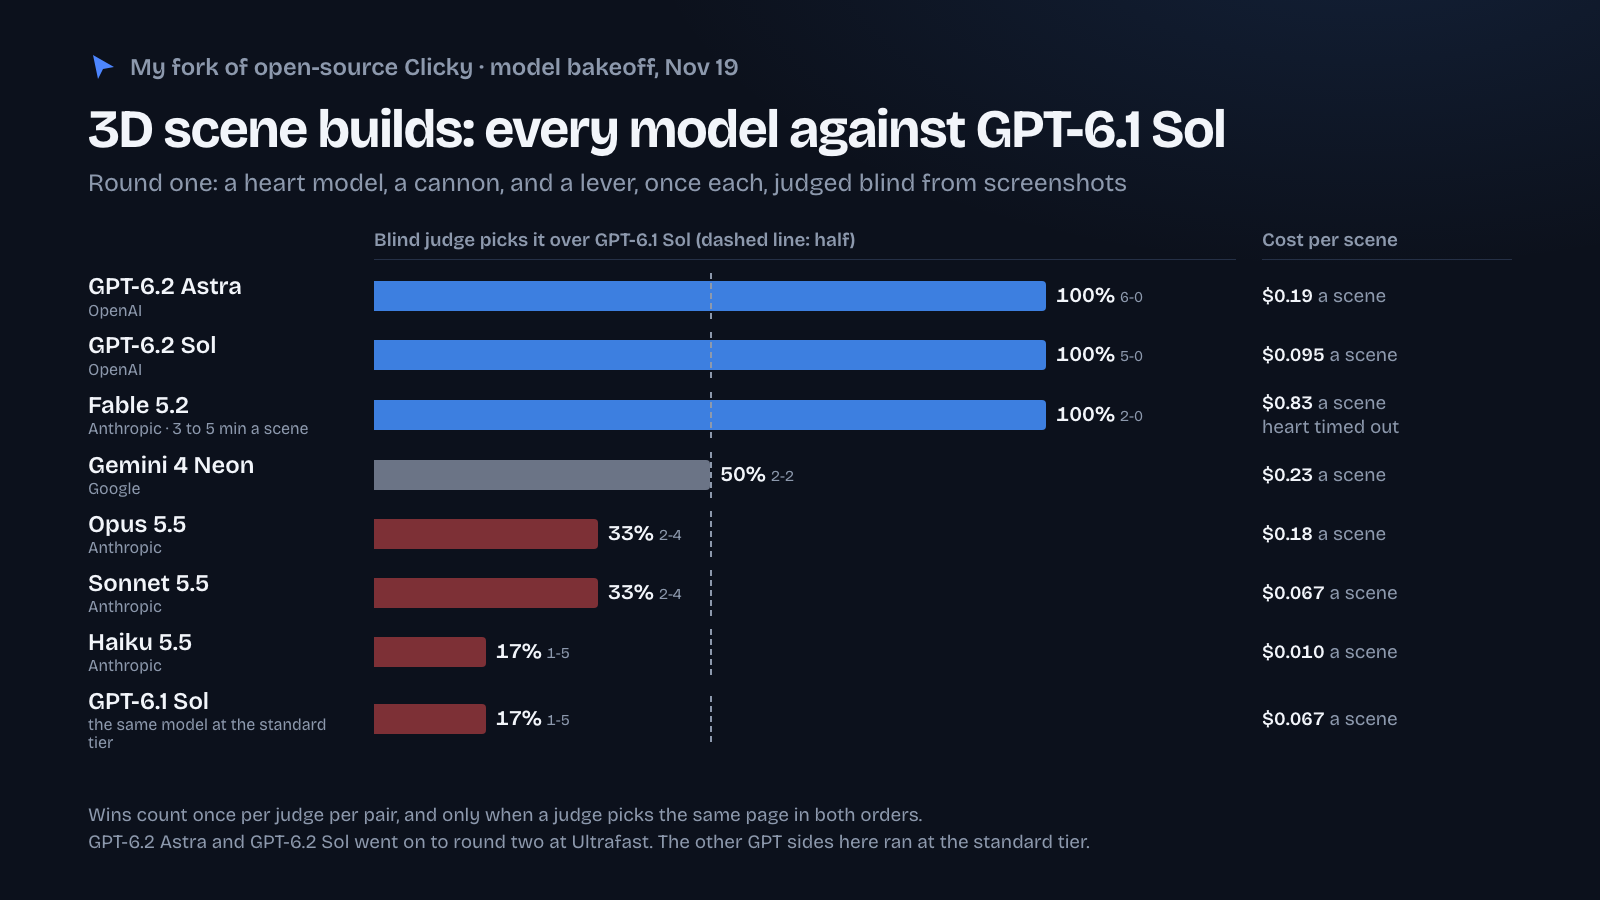 My fork of open-source Clicky · model bakeoff, Nov 19
3D scene builds: every model against GPT-6.1 Sol
Round one: a heart model, a cannon, and a lever, once each, judged blind from screenshots
Blind judge picks it over GPT-6.1 Sol (dashed line: half)
Cost per scene
GPT-6.2 Astra
OpenAI
100% 6-0
$0.19 a scene
GPT-6.2 Sol
OpenAI
100% 5-0
$0.095 a scene
Fable 5.2
Anthropic · 3 to 5 min a scene
100% 2-0
$0.83 a scene
heart timed out
Gemini 4 Neon
Google
50% 2-2
$0.23 a scene
Opus 5.5
Anthropic
33% 2-4
$0.18 a scene
Sonnet 5.5
Anthropic
33% 2-4
$0.067 a scene
Haiku 5.5
Anthropic
17% 1-5
$0.010 a scene
GPT-6.1 Sol
the same model at the standard
tier
17% 1-5
$0.067 a scene
Wins count once per judge per pair, and only when a judge picks the same page in both orders.
GPT-6.2 Astra and GPT-6.2 Sol went on to round two at Ultrafast. The other GPT sides here ran at the standard tier.